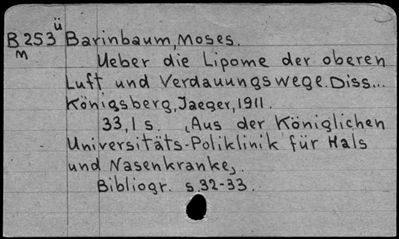 B253ü Barinbaum, Moses.
m
Ueber die Lipome der oberen
Luft und Verdauungswege. Diss...
Königsberg, Jaeger, 1911.
33,1 s. „Aus der Königlichen
Universitäts-Poliklinik für Hals
und Nasenkranke„.
Bibliogr. s.32-33.